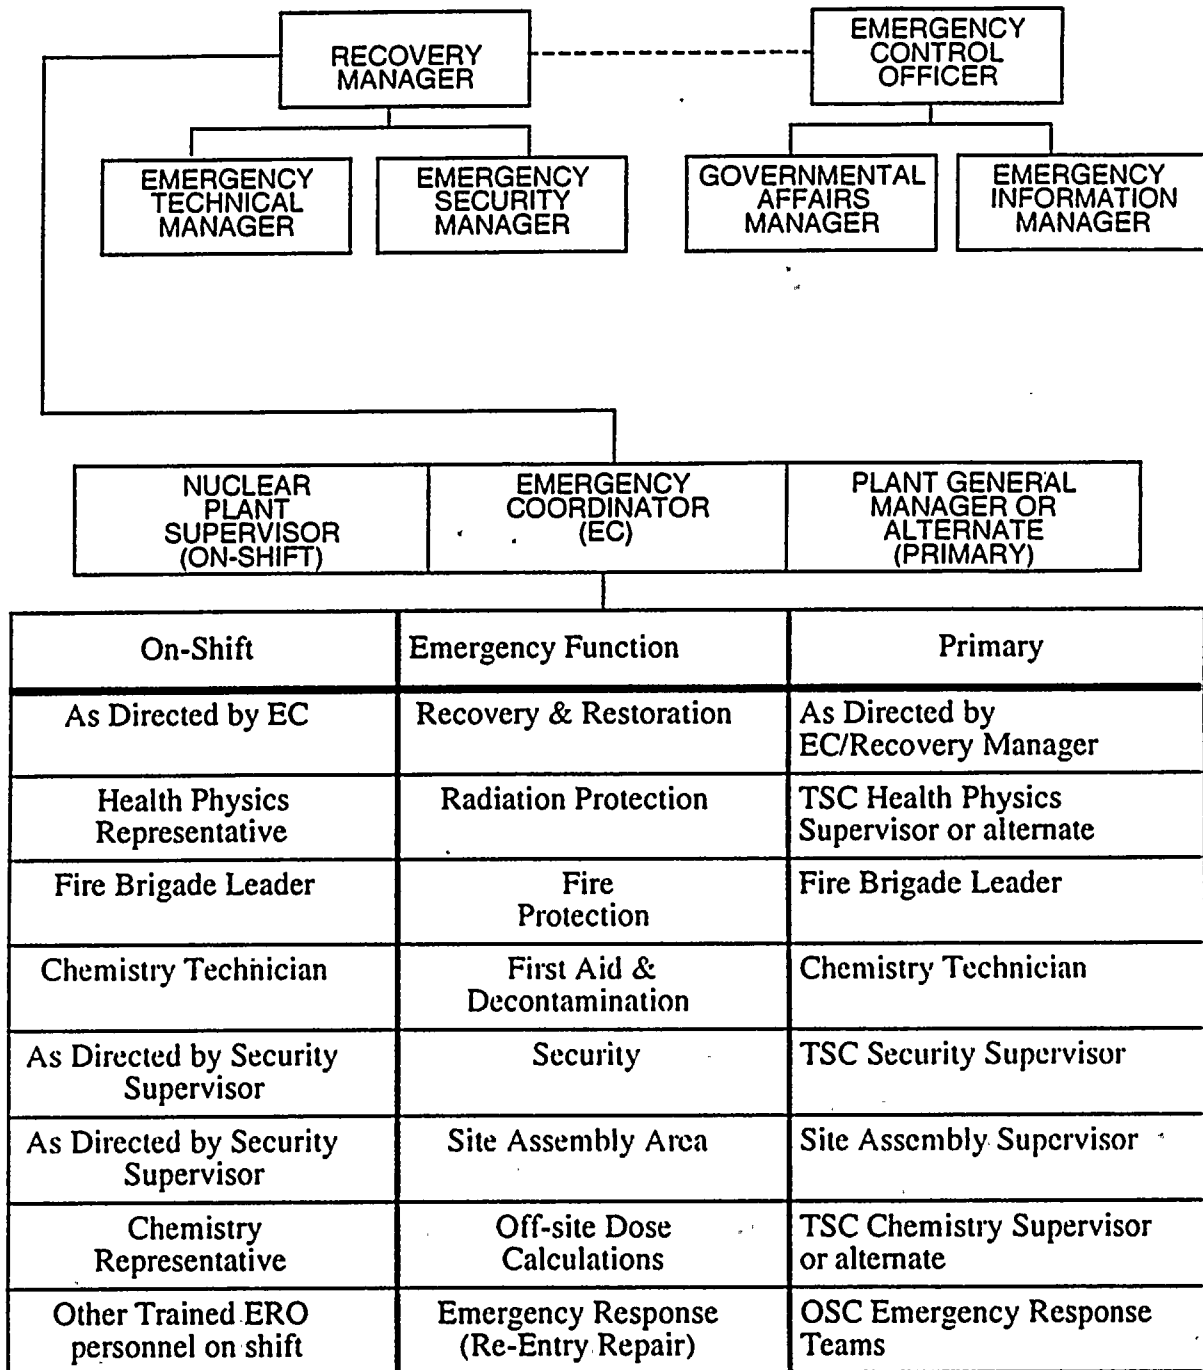 RECOVERY
MANAGER
EMERGENCY
CONTROL
OFFICER
EMERGENCY
TECHNICAL
MANAGER
EMERGENCY
SECURITY
MANAGER
GOVERNMENTAL
AFFAIRS
MANAGER
EMERGENCY
INFORMATION
MANAGER
NUCLEAR
PLANT
SUPERVISOR
(ON-SHIFT)
EMERGENCY
COORDINATOR
(EC)
PLANT GENERAL
MANAGER OR
ALTERNATE
(PRIMARY)
On-Shift
Emergency Function
Primary
As Directed by EC
Recovery & Restoration
As Directed by
EC/Recovery Manager
Health Physics
Representative
Radiation Protection
TSC Health Physics
Supervisor or alternate
Fire Brigade Leader
Fire
Protection
Fire Brigade Leader
Chemistry Technician
First Aid &
Decontamination
Chemistry Technician
As Directed by Security
Supervisor
Security
TSC Security Supervisor
As Directed by Security
Supervisor
Site Assembly Area
Site Assembly Supervisor
Chemistry
Representative
Off-site Dose
Calculations
TSC Chemistry Supervisor
or alternate
Other Trained ERO
personnel on shift
Emergency Response
(Re-Entry Repair)
OSC Emergency Response
Teams